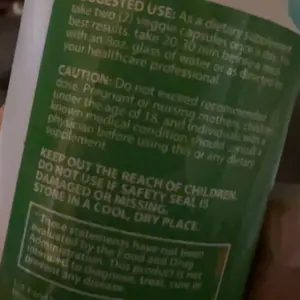 SUGGESTED USE: As a dietary supplement
take two (2) veggie capsules once a day. For
best results, take 20-30 min before a meal
with an 8oz. glass of water or as directed by
your healthcare professional.
CAUTION: Do not exceed recommended
dose. Pregnant or nursing mothers, children
under the age of 18, and individuals with a
known medical condition should consult a
physician before using this or any dietary
supplement.
KEEP OUT THE REACH OF CHILDREN.
DO NOT USE IF SAFETY SEAL IS
DAMAGED OR MISSING.
STORE IN A COOL, DRY PLACE.
*These statements have not been
evaluated by the Food and Drug
Administration. This product is not
intended to diagnose, treat, cure or
prevent any disease.